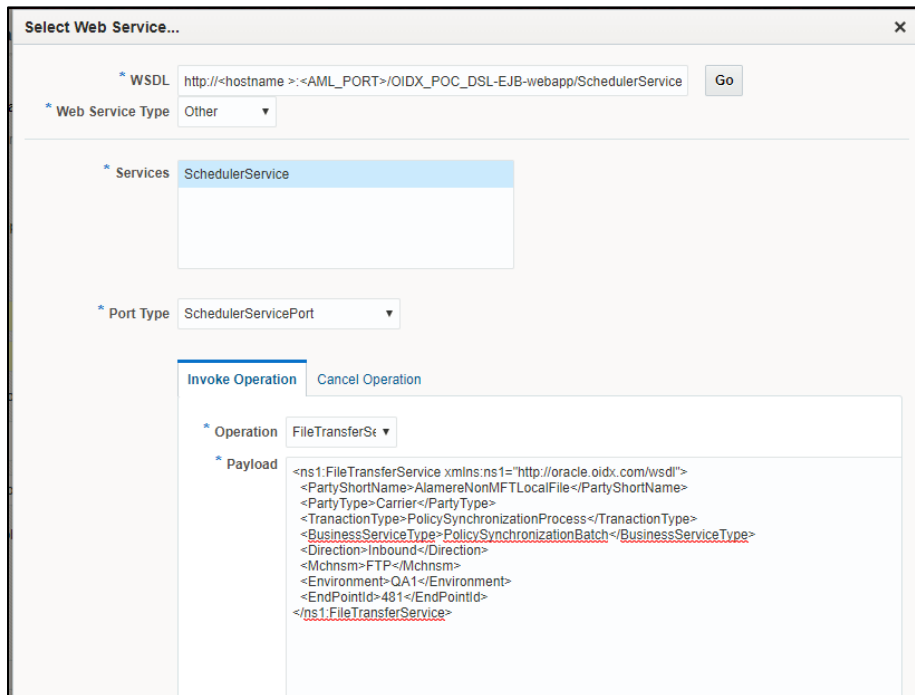 Select Web Service...
×
* WSDL http://<hostname >:<AML_PORT>/OIDX_POC_DSL-EJB-webapp/SchedulerService Go
* Web Service Type Other
* Services SchedulerService
* Port Type SchedulerServicePort
Invoke Operation Cancel Operation
* Operation FileTransferSe
* Payload
<ns1:FileTransferService xmlns:ns1="http://oracle.oidx.com/wsdl">
<PartyShortName>AlamereNonMFTLocalFile</PartyShortName>
<PartyType>Carrier</PartyType>
<TranactionType>PolicySynchronizationProcess</TranactionType>
<BusinessServiceType>PolicySynchronizationBatch</BusinessServiceType>
<Direction>Inbound</Direction>
<Mchnsm>FTP</Mchnsm>
<Environment>QA1</Environment>
<EndPointId>481</EndPointId>
</ns1:FileTransferService>